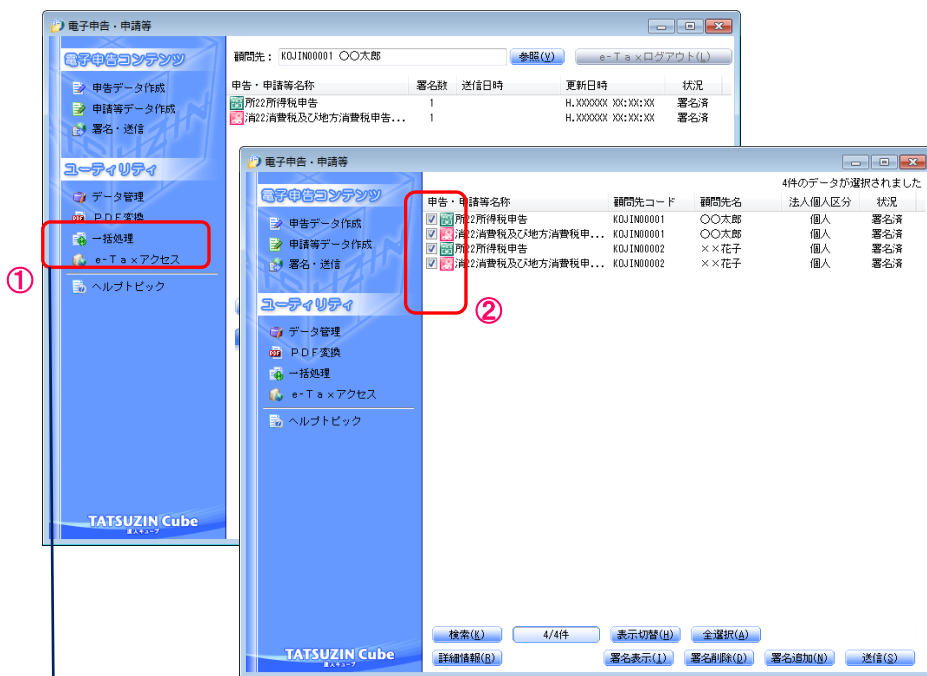 電子申告・申請等
電子申告コンテンツ
申告データ作成
申請等データ作成
署名・送信
ユーティリティ
データ管理
PDF変換
一括処理
e-Taxアクセス
ヘルプトピック
TATSUZIN Cube
達人キューブ
顧問先: KOJIN00001 〇〇太郎 参照(V) e-Taxログアウト(L)
申告・申請等名称 署名数 送信日時 更新日時 状況
所22所得税申告 1 H.XXXXXX XX:XX:XX 署名済
消22消費税及び地方消費税申告... 1 H.XXXXXX XX:XX:XX 署名済
①
電子申告・申請等
電子申告コンテンツ
申告データ作成
申請等データ作成
署名・送信
ユーティリティ
データ管理
PDF変換
一括処理
e-Taxアクセス
ヘルプトピック
TATSUZIN Cube
達人キューブ
4件のデータが選択されました
申告・申請等名称 顧問先コード 顧問先名 法人個人区分 状況
所22所得税申告 KOJIN00001 〇〇太郎 個人 署名済
消22消費税及び地方消費税申... KOJIN00001 〇〇太郎 個人 署名済
所22所得税申告 KOJIN00002 ××花子 個人 署名済
消22消費税及び地方消費税申... KOJIN00002 ××花子 個人 署名済
②
検索(K) 4/4件 表示切替(H) 全選択(A)
詳細情報(R) 署名表示(I) 署名削除(D) 署名追加(N) 送信(S)